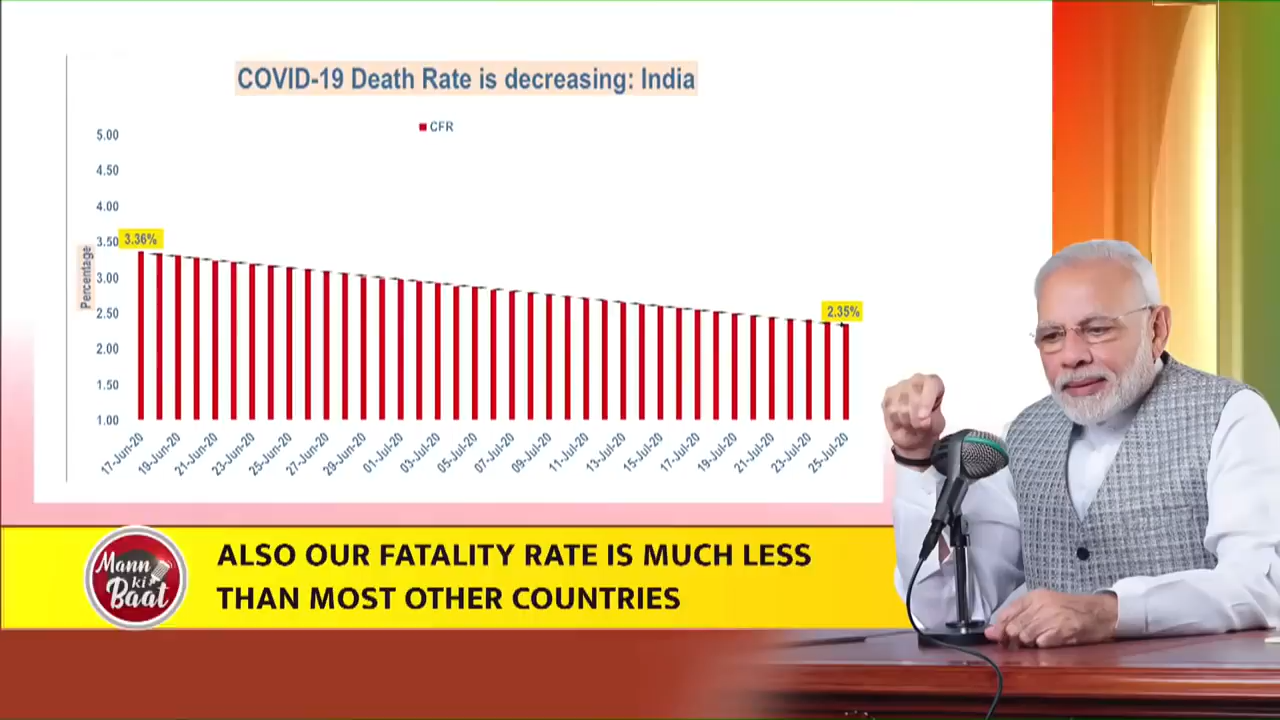 COVID-19 Death Rate is decreasing: India
CFR
5.00
4.50
4.00
3.50
3.00
2.50
2.00
1.50
1.00
Percentage
3.36%
2.35%
17-Jun-20
19-Jun-20
21-Jun-20
23-Jun-20
25-Jun-20
27-Jun-20
29-Jun-20
01-Jul-20
03-Jul-20
05-Jul-20
07-Jul-20
09-Jul-20
11-Jul-20
13-Jul-20
15-Jul-20
17-Jul-20
19-Jul-20
21-Jul-20
23-Jul-20
25-Jul-20
Mann
ki
Baat
ALSO OUR FATALITY RATE IS MUCH LESS
THAN MOST OTHER COUNTRIES